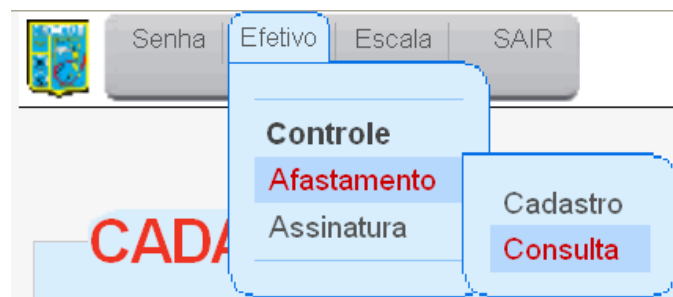 Senha Efetivo Escala SAIR
Controle
Afastamento
Assinatura
Cadastro
Consulta
CADA